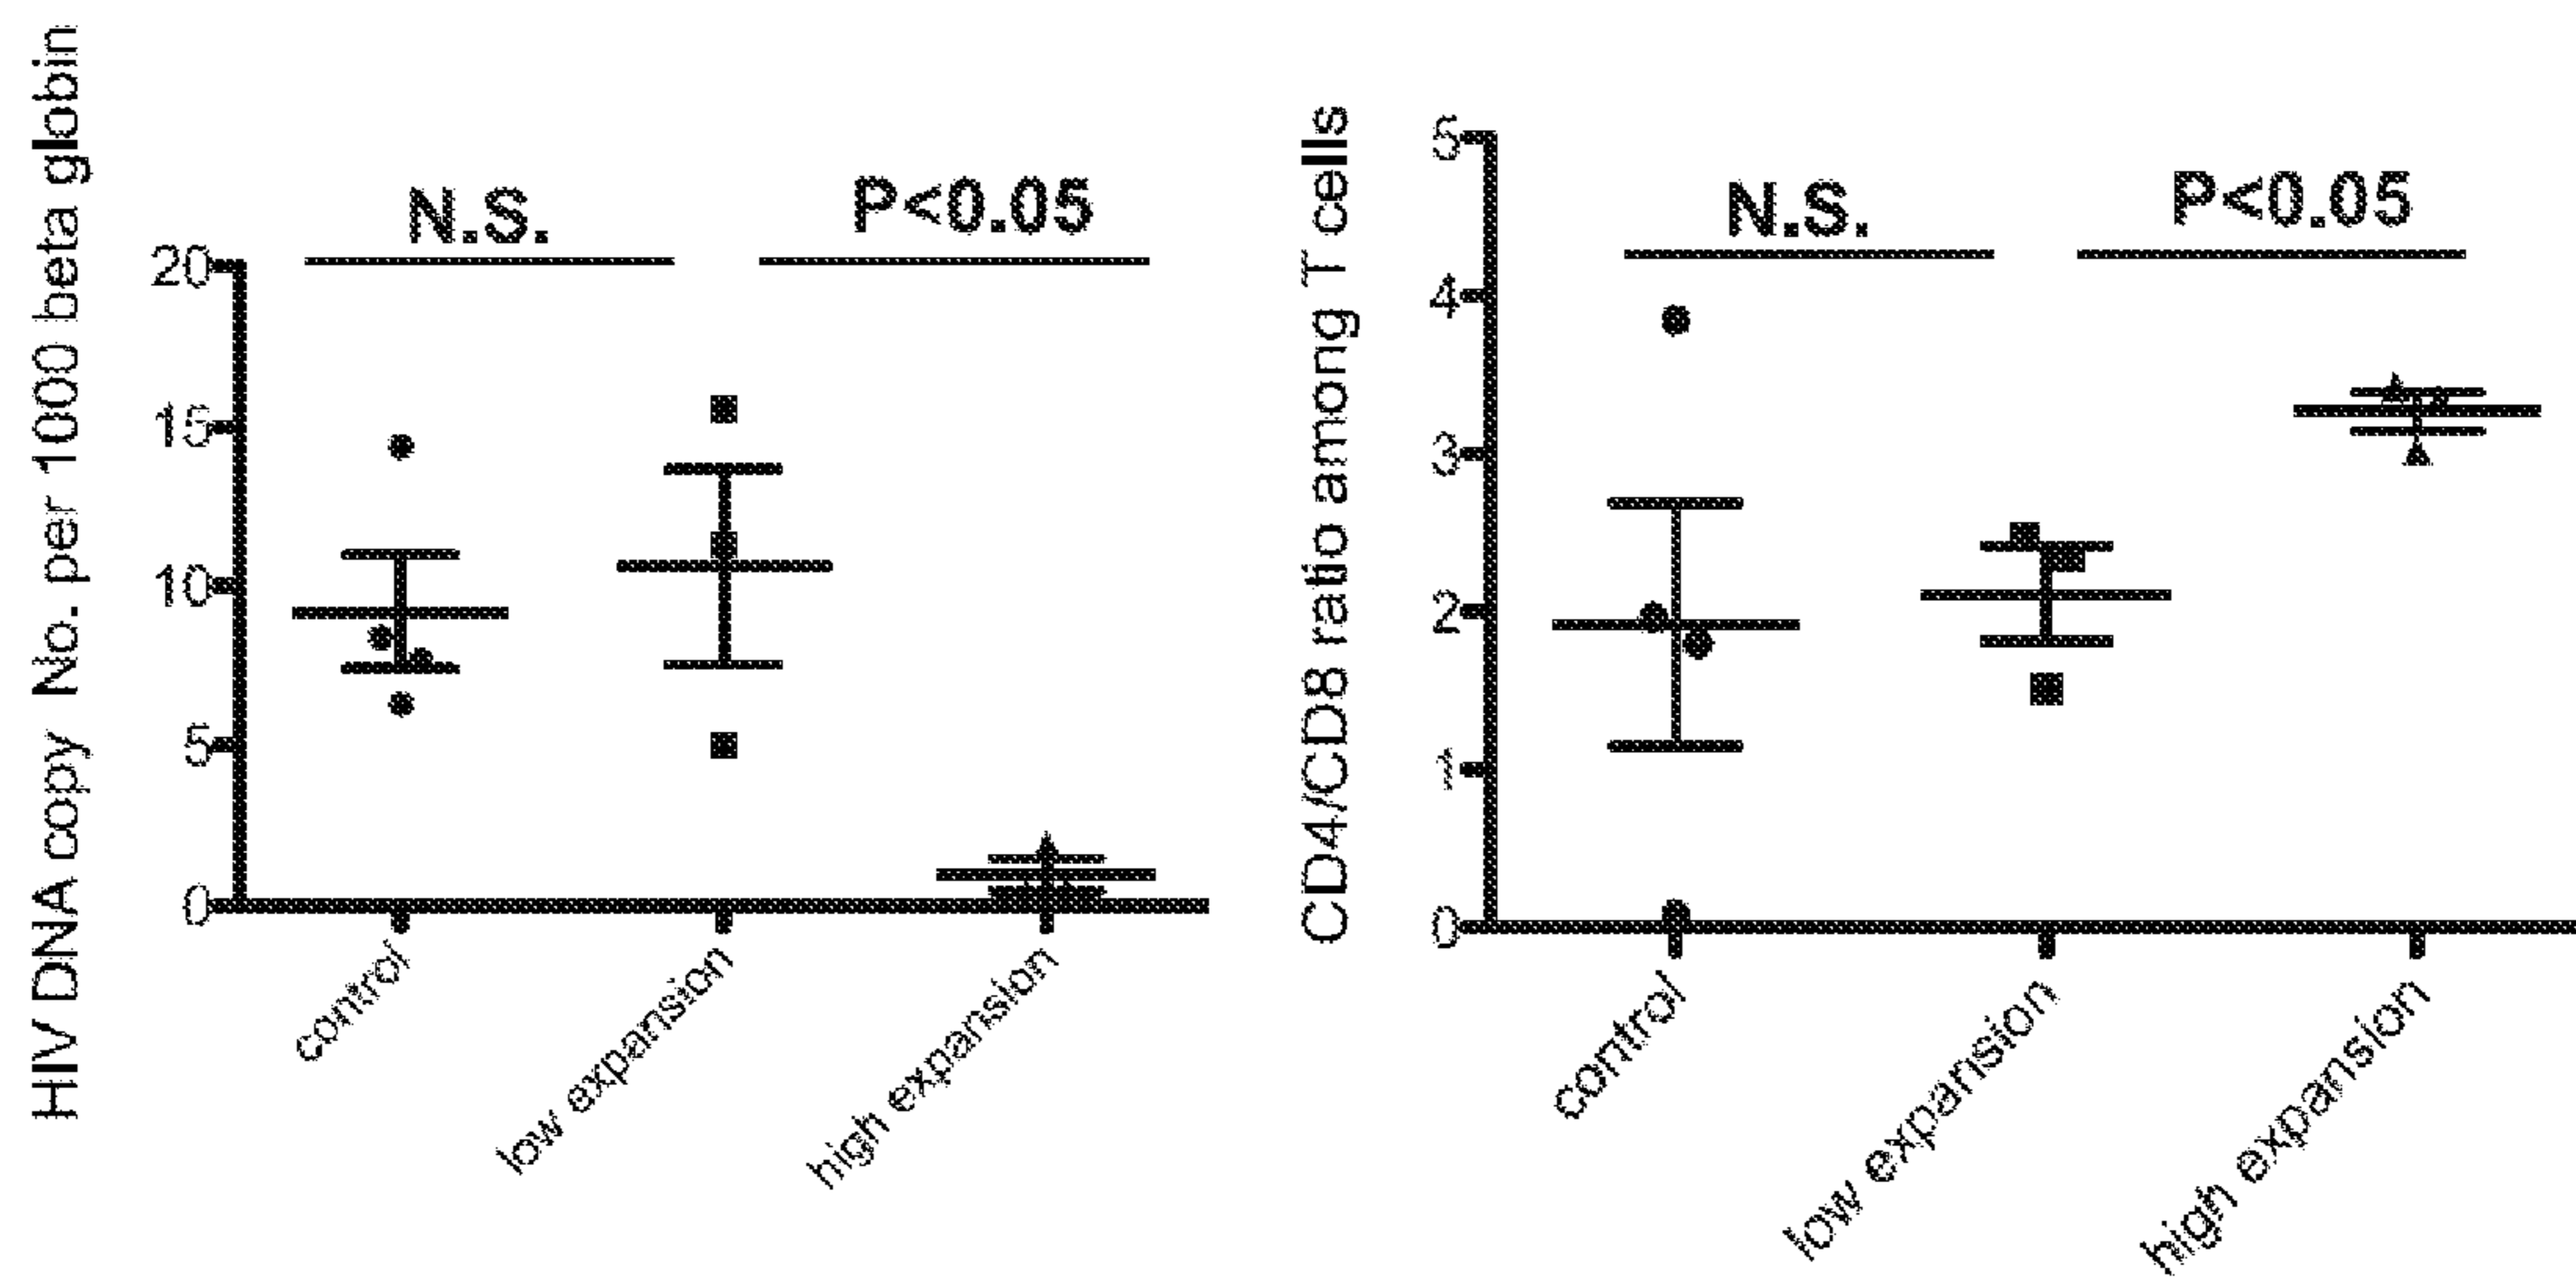 HIV DNA copy No. per 1000 beta globin
N.S.
P<0.05
20
15
10
5
0
control
low expansion
high expansion
CD4/CD8 ratio among T cells
N.S.
P<0.05
5
4
3
2
1
0
control
low expansion
high expansion